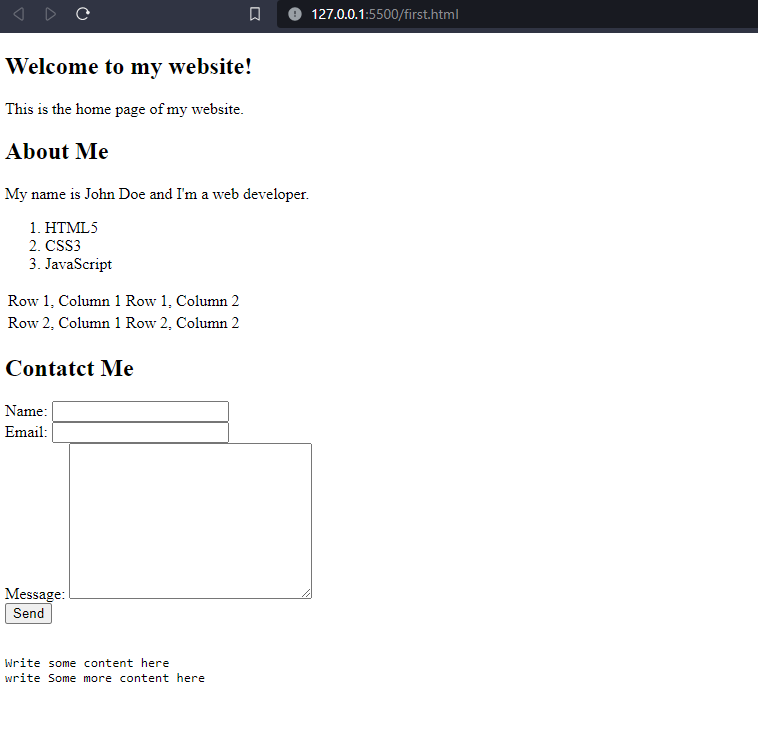 127.0.0.1:5500/first.html
Welcome to my website!
This is the home page of my website.
About Me
My name is John Doe and I'm a web developer.
1. HTML5
2. CSS3
3. JavaScript
Row 1, Column 1 Row 1, Column 2
Row 2, Column 1 Row 2, Column 2
Contatct Me
Name:
Email:
Message:
Send
Write some content here
write Some more content here